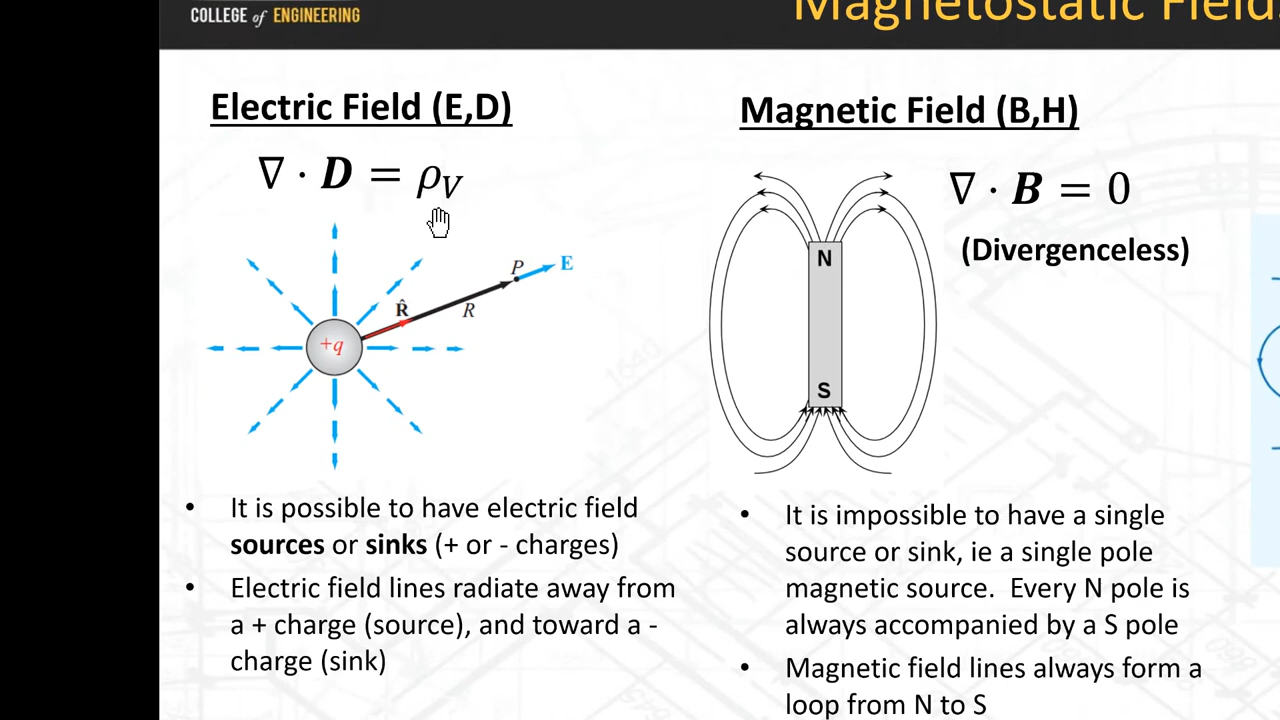 COLLEGE of ENGINEERING
Magnetostatic Field
Electric Field (E,D)
∇ · D = ρV
+q
R̂
R
P
E
It is possible to have electric field
sources or sinks (+ or - charges)
Electric field lines radiate away from
a + charge (source), and toward a -
charge (sink)
Magnetic Field (B,H)
∇ · B = 0
(Divergenceless)
N
S
It is impossible to have a single
source or sink, ie a single pole
magnetic source. Every N pole is
always accompanied by a S pole
Magnetic field lines always form a
loop from N to S